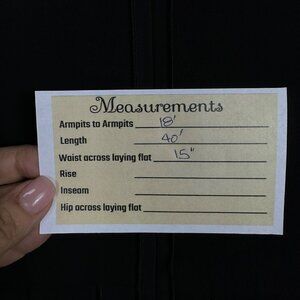 Measurements
Armpits to Armpits 18'
Length 40'
Waist across laying flat 15"
Rise
Inseam
Hip across laying flat